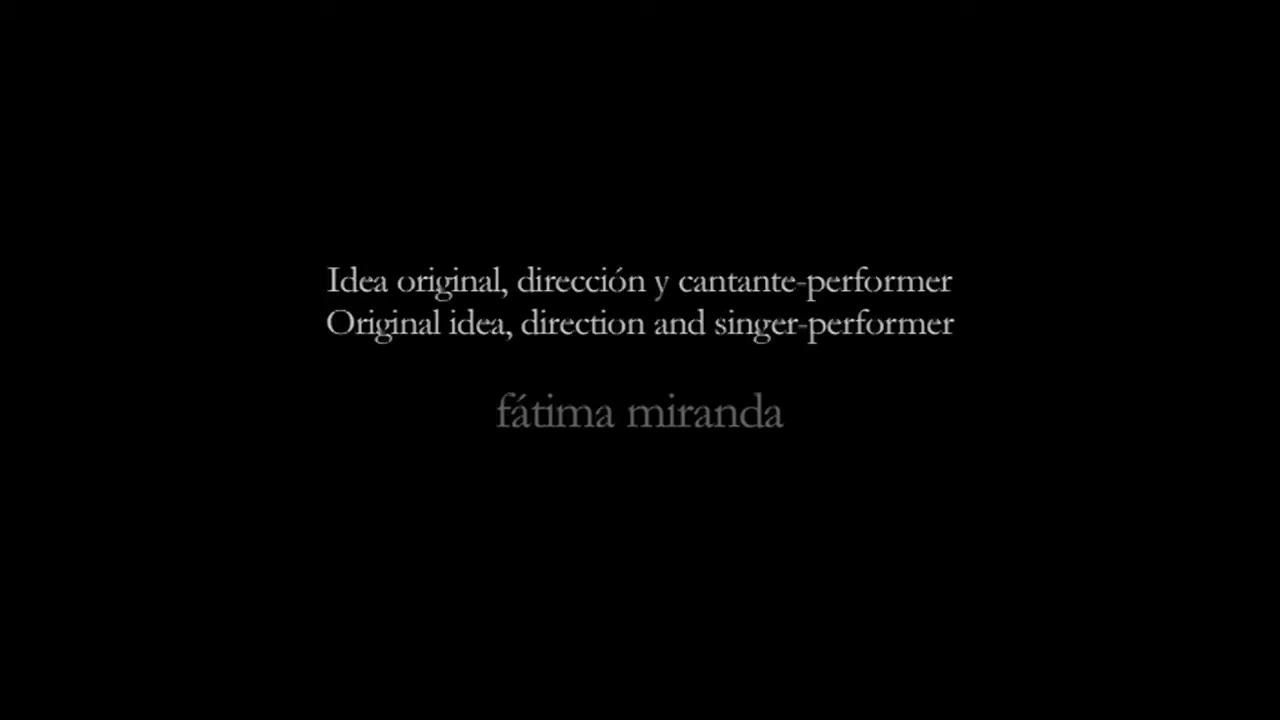 Idea original, dirección y cantante-performer
Original idea, direction and singer-performer
fátima miranda